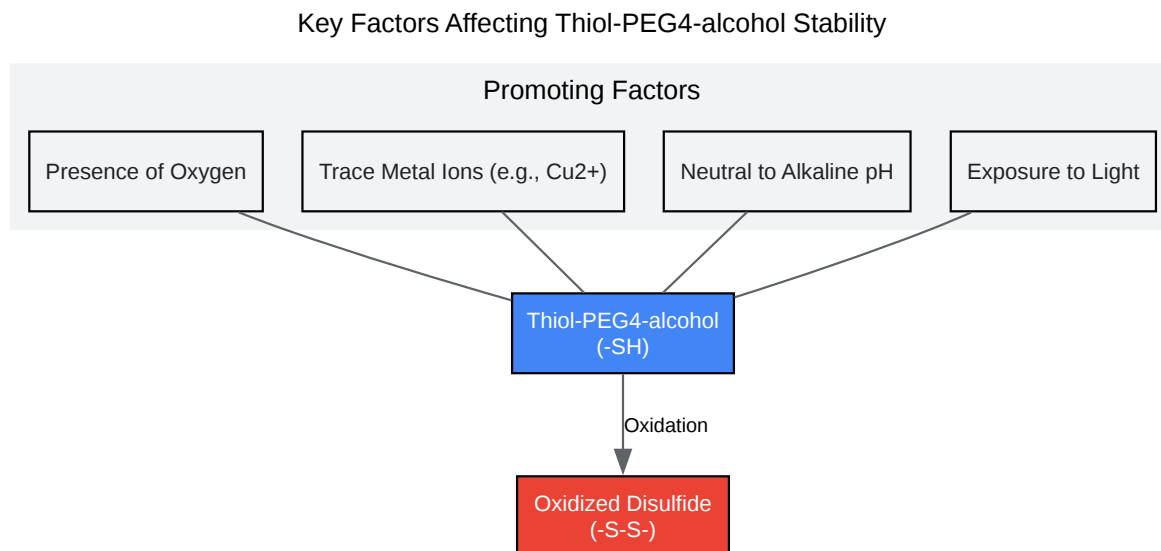 Key Factors Affecting Thiol-PEG4-alcohol Stability
Promoting Factors
Presence of Oxygen
Trace Metal Ions (e.g., Cu2+)
Neutral to Alkaline pH
Exposure to Light
Thiol-PEG4-alcohol
(-SH)
Oxidation
Oxidized Disulfide
(-S-S-)